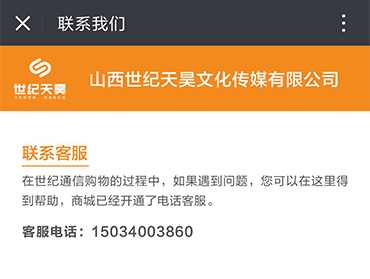 联系我们
山西世纪天昊文化传媒有限公司
世纪天昊
联系客服
在世纪通信购物的过程中，如果遇到问题，您可以在这里得
到帮助，商城已经开通了电话客服。
客服电话：15034003860